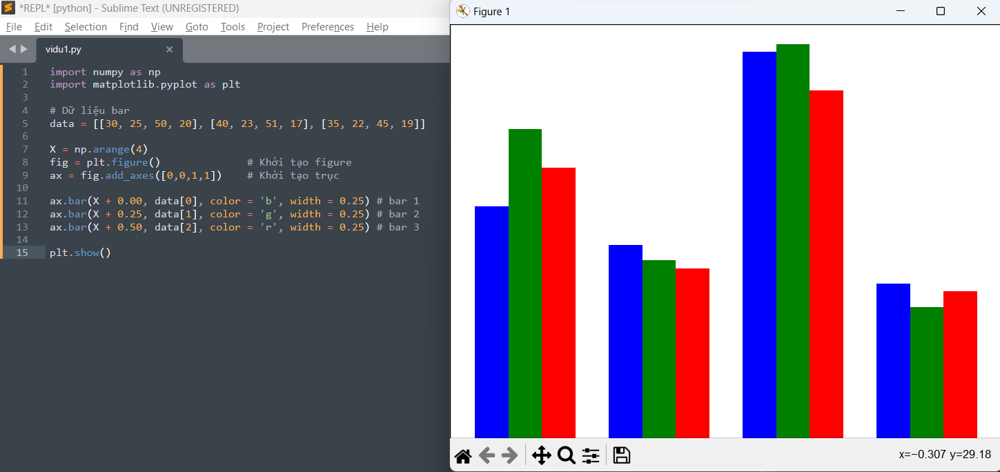 *REPL* [python] - Sublime Text (UNREGISTERED)
File Edit Selection Find View Goto Tools Project Preferences Help
vidu1.py
1 import numpy as np
2 import matplotlib.pyplot as plt
3
4 # Dữ liệu bar
5 data = [[30, 25, 50, 20], [40, 23, 51, 17], [35, 22, 45, 19]]
6
7 X = np.arange(4)
8 fig = plt.figure() # Khởi tạo figure
9 ax = fig.add_axes([0,0,1,1]) # Khởi tạo trục
10
11 ax.bar(X + 0.00, data[0], color = 'b', width = 0.25) # bar 1
12 ax.bar(X + 0.25, data[1], color = 'g', width = 0.25) # bar 2
13 ax.bar(X + 0.50, data[2], color = 'r', width = 0.25) # bar 3
14
15 plt.show()
Figure 1
x=−0.307 y=29.18